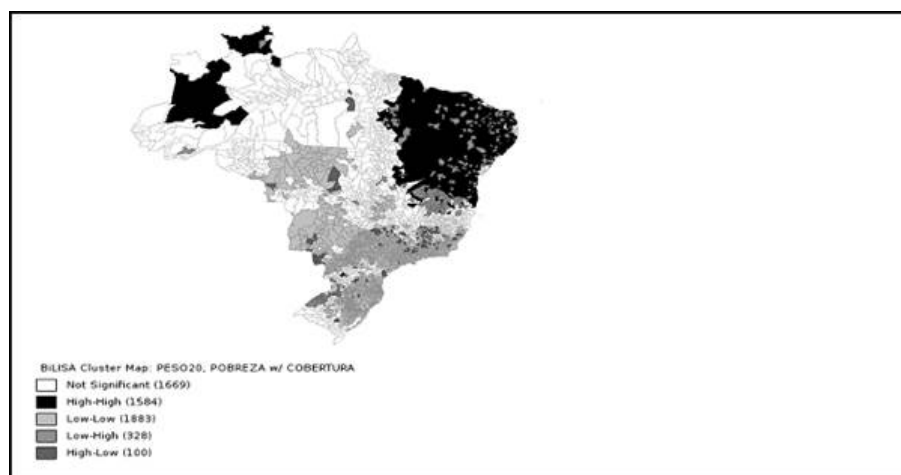 BiLISA Cluster Map: PESO20, POBREZA w/ COBERTURA
Not Significant (1669)
High-High (1584)
Low-Low (1883)
Low-High (328)
High-Low (100)